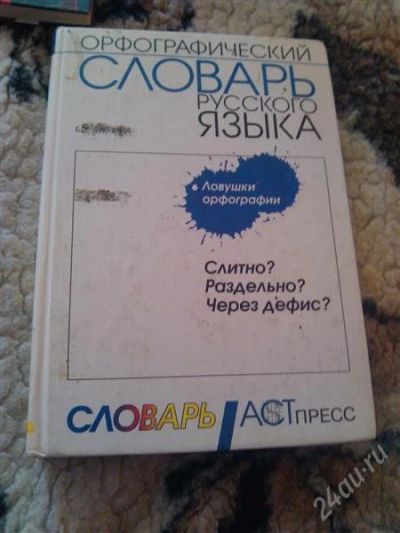 ОРФОГРАФИЧЕСКИЙ
СЛОВАРЬ
РУССКОГО
ЯЗЫКА
Ловушки
орфографии
Слитно?
Раздельно?
Через дефис?
СЛОВАРЬ / АСТ ПРЕСС
24au.ru